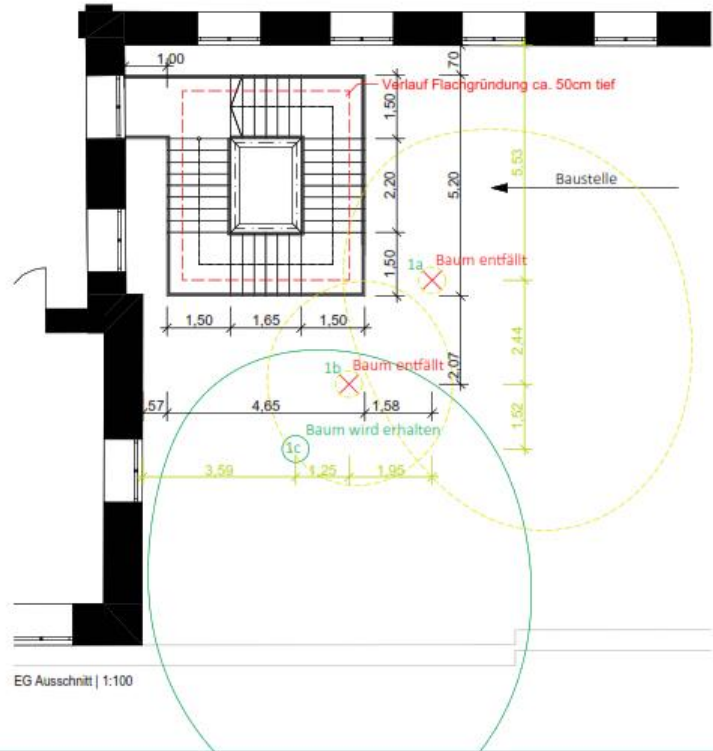 1,00
,70
Verlauf Flachgründung ca. 50cm tief
1,50
5,53
Baustelle
2,20
5,20
1a
Baum entfällt
1,50
1,50
1,65
1,50
2,44
1b
Baum entfällt
2,07
,57
4,65
1,58
1,52
Baum wird erhalten
1c
3,59
1,25
1,95
EG Ausschnitt | 1:100